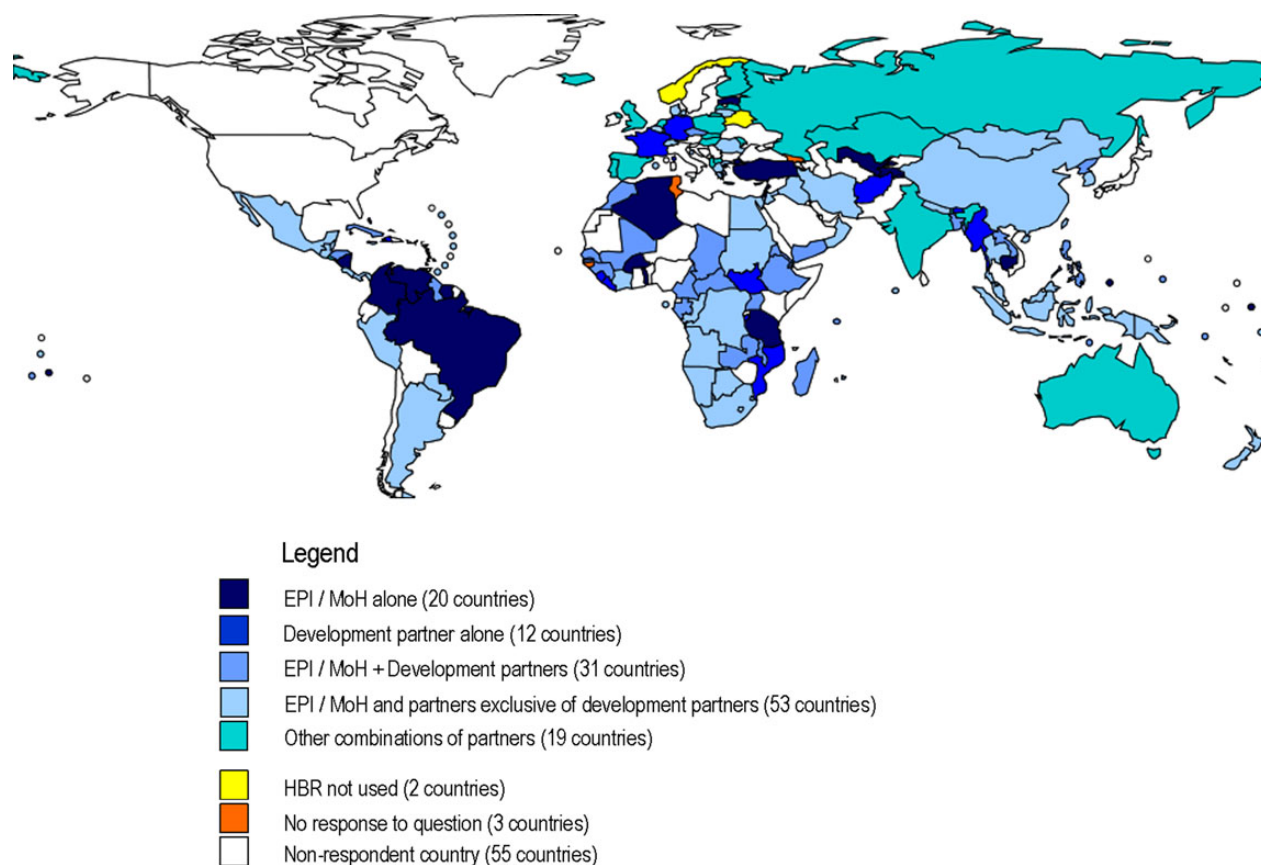 Legend
EPI / MoH alone (20 countries)
Development partner alone (12 countries)
EPI / MoH + Development partners (31 countries)
EPI / MoH and partners exclusive of development partners (53 countries)
Other combinations of partners (19 countries)
HBR not used (2 countries)
No response to question (3 countries)
Non-respondent country (55 countries)